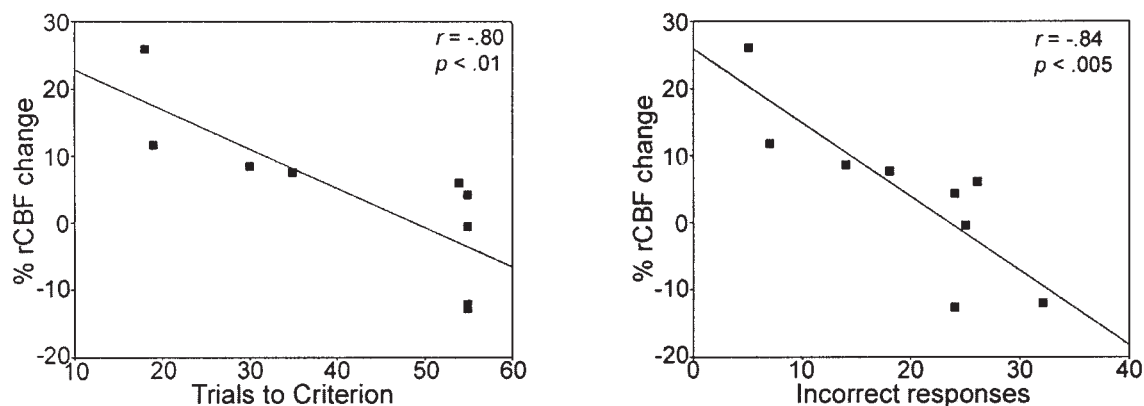 30
20
10
0
-10
-20
% rCBF change
r = -.80
p < .01
10 20 30 40 50 60
Trials to Criterion
30
20
10
0
-10
-20
% rCBF change
r = -.84
p < .005
0 10 20 30 40
Incorrect responses